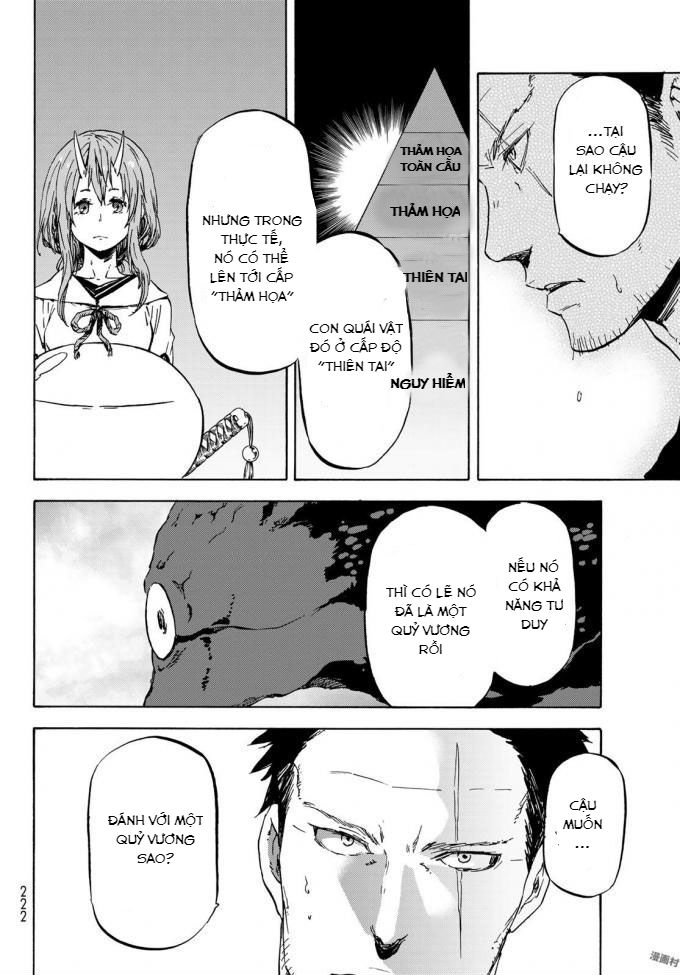 ...TẠI
SAO CẬU
LẠI KHÔNG
CHẠY?
THẢM HỌA
TOÀN CẦU
THẢM HỌA
THIÊN TAI
NGUY HIỂM
CON QUÁI VẬT
ĐÓ Ở CẤP ĐỘ
"THIÊN TAI"
NHƯNG TRONG
THỰC TẾ,
NÓ CÓ THỂ
LÊN TỚI CẤP
"THẢM HỌA"
NẾU NÓ
CÓ KHẢ
NĂNG TƯ
DUY
THÌ CÓ LẼ NÓ
ĐÃ LÀ MỘT
QUỶ VƯƠNG
RỒI
CẬU
MUỐN
...
ĐÁNH VỚI MỘT
QUỶ VƯƠNG
SAO?
222
漫画村